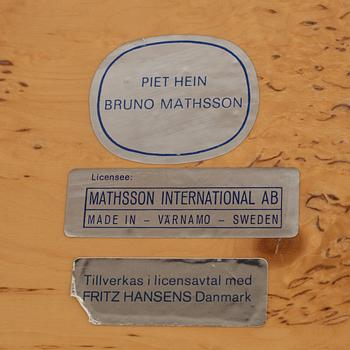 PIET HEIN
BRUNO MATHSSON
Licensee:
MATHSSON INTERNATIONAL AB
MADE IN – VÄRNAMO – SWEDEN
Tillverkas i licensavtal med
FRITZ HANSENS Danmark